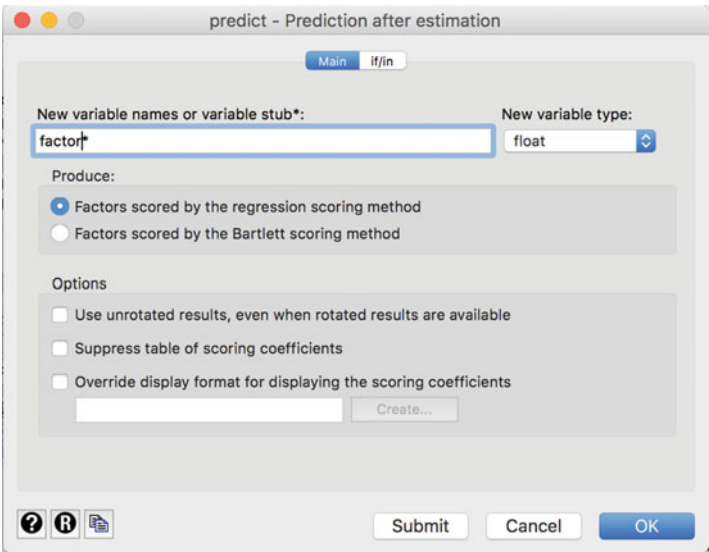 predict - Prediction after estimation
Main if/in
New variable names or variable stub*: New variable type:
factor* float
Produce:
Factors scored by the regression scoring method
Factors scored by the Bartlett scoring method
Options
Use unrotated results, even when rotated results are available
Suppress table of scoring coefficients
Override display format for displaying the scoring coefficients
Create...
? R Submit Cancel OK